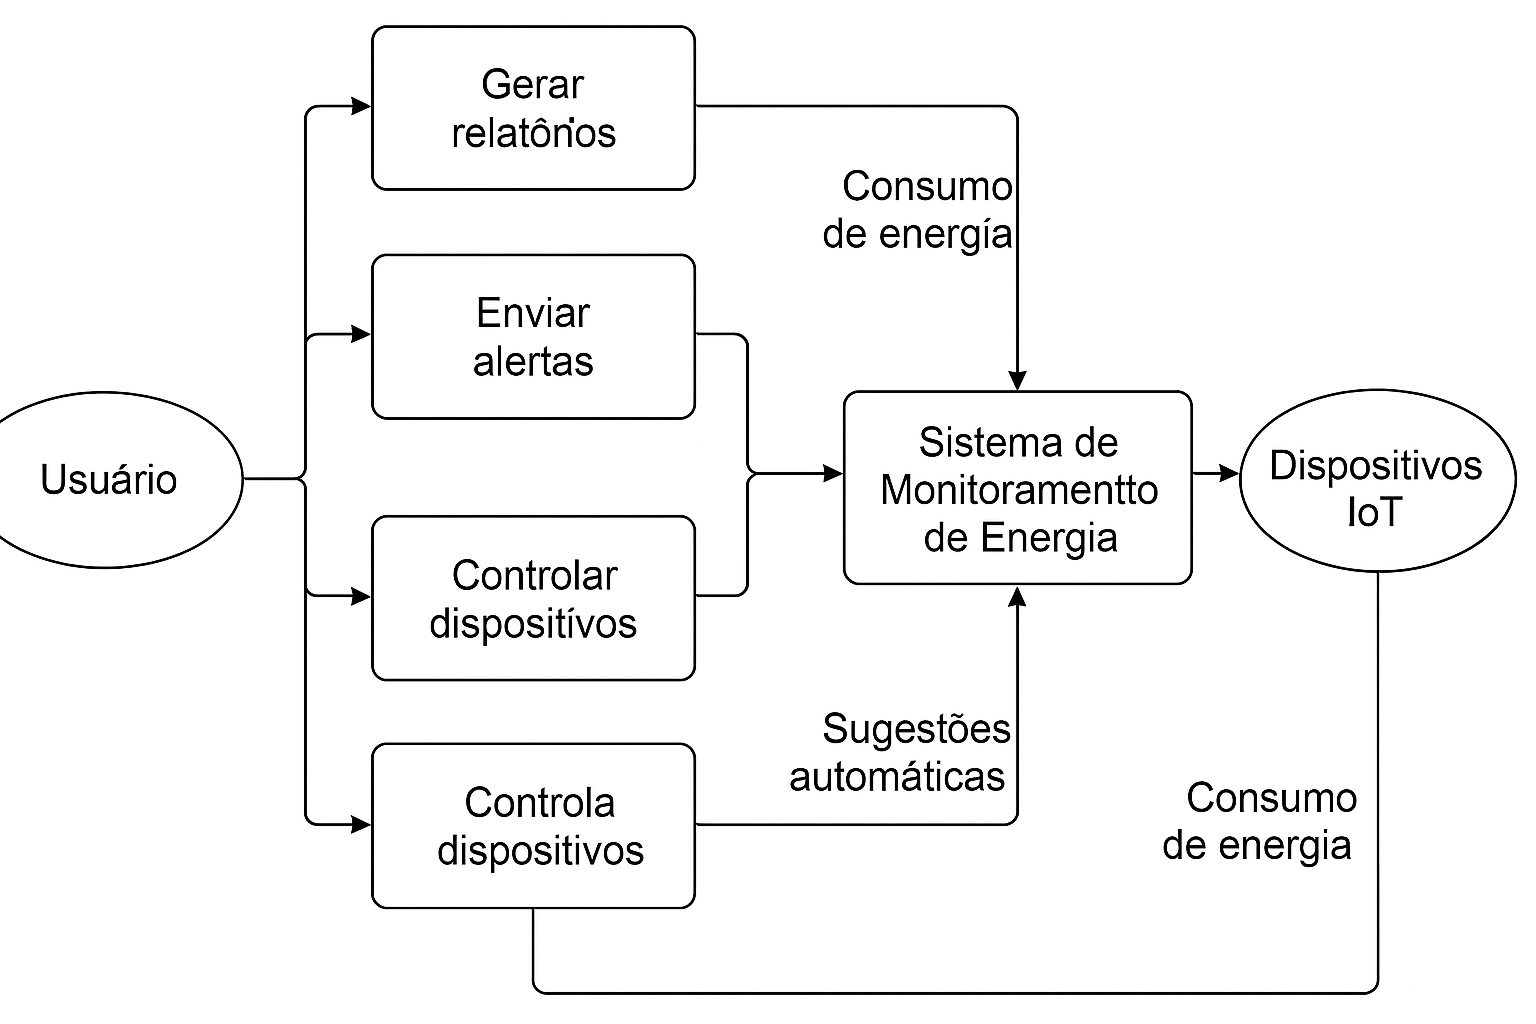 Gerar
relatôrios
Consumo
de energía
Enviar
alertas
Usuário
Sistema de
Monitoramentto
de Energia
Dispositivos
IoT
Controlar
dispositívos
Sugestões
automáticas
Controla
dispositivos
Consumo
de energia